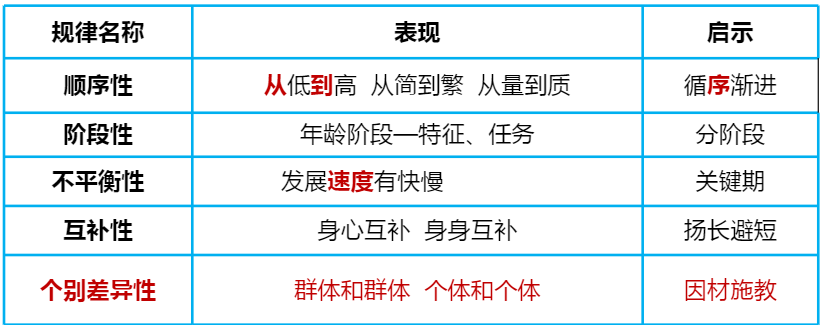 规律名称 表现 启示
顺序性 从低到高 从简到繁 从量到质 循序渐进
阶段性 年龄阶段—特征、任务 分阶段
不平衡性 发展速度有快慢 关键期
互补性 身心互补 身身互补 扬长避短
个别差异性 群体和群体 个体和个体 因材施教